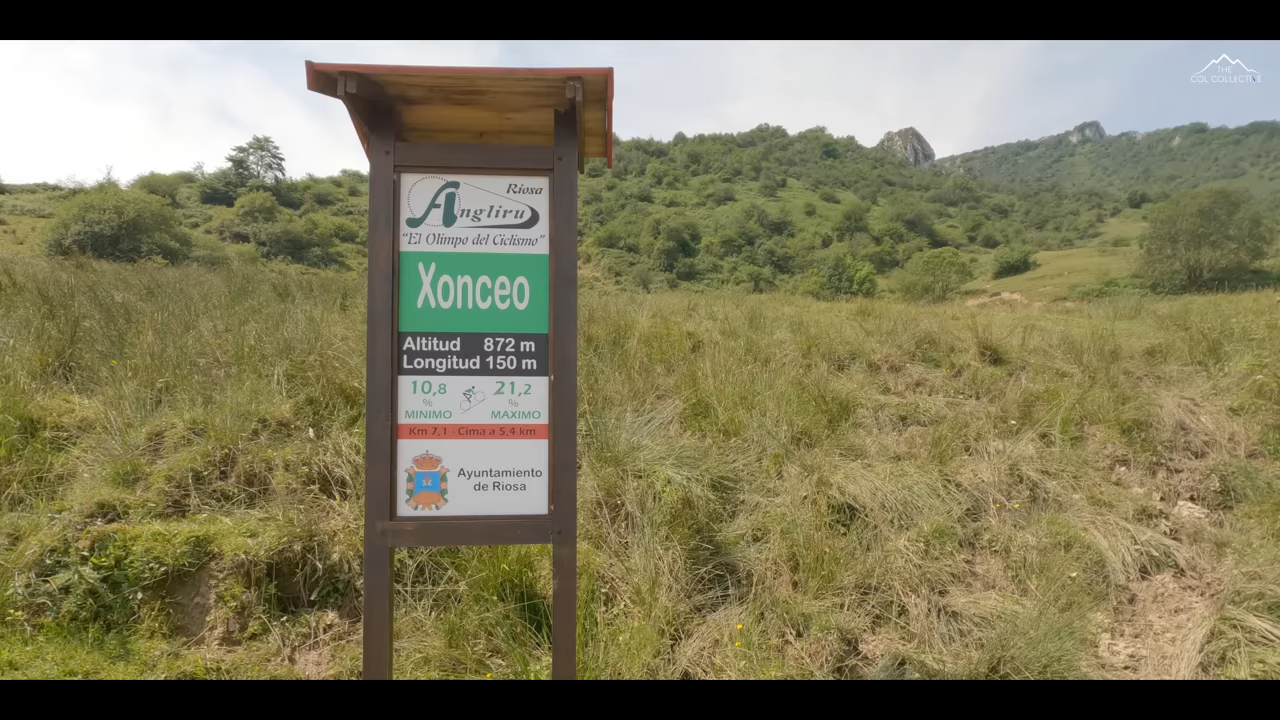 THE
COL COLLECTIVE
Riosa
Angliru
"El Olimpo del Ciclismo"
Xonceo
Altitud 872 m
Longitud 150 m
10,8 21,2
% %
MINIMO MAXIMO
Km 7,1 - Cima a 5,4 km
Ayuntamiento
de Riosa